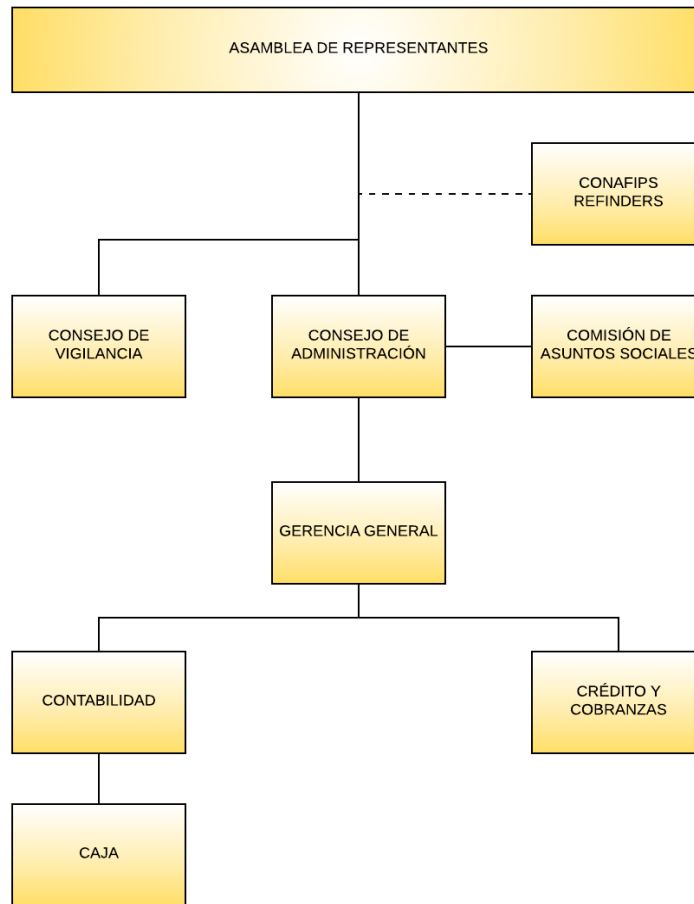 ASAMBLEA DE REPRESENTANTES
CONAFIPS
REFINDERS
CONSEJO DE
VIGILANCIA
CONSEJO DE
ADMINISTRACIÓN
COMISIÓN DE
ASUNTOS SOCIALES
GERENCIA GENERAL
CONTABILIDAD
CRÉDITO Y
COBRANZAS
CAJA